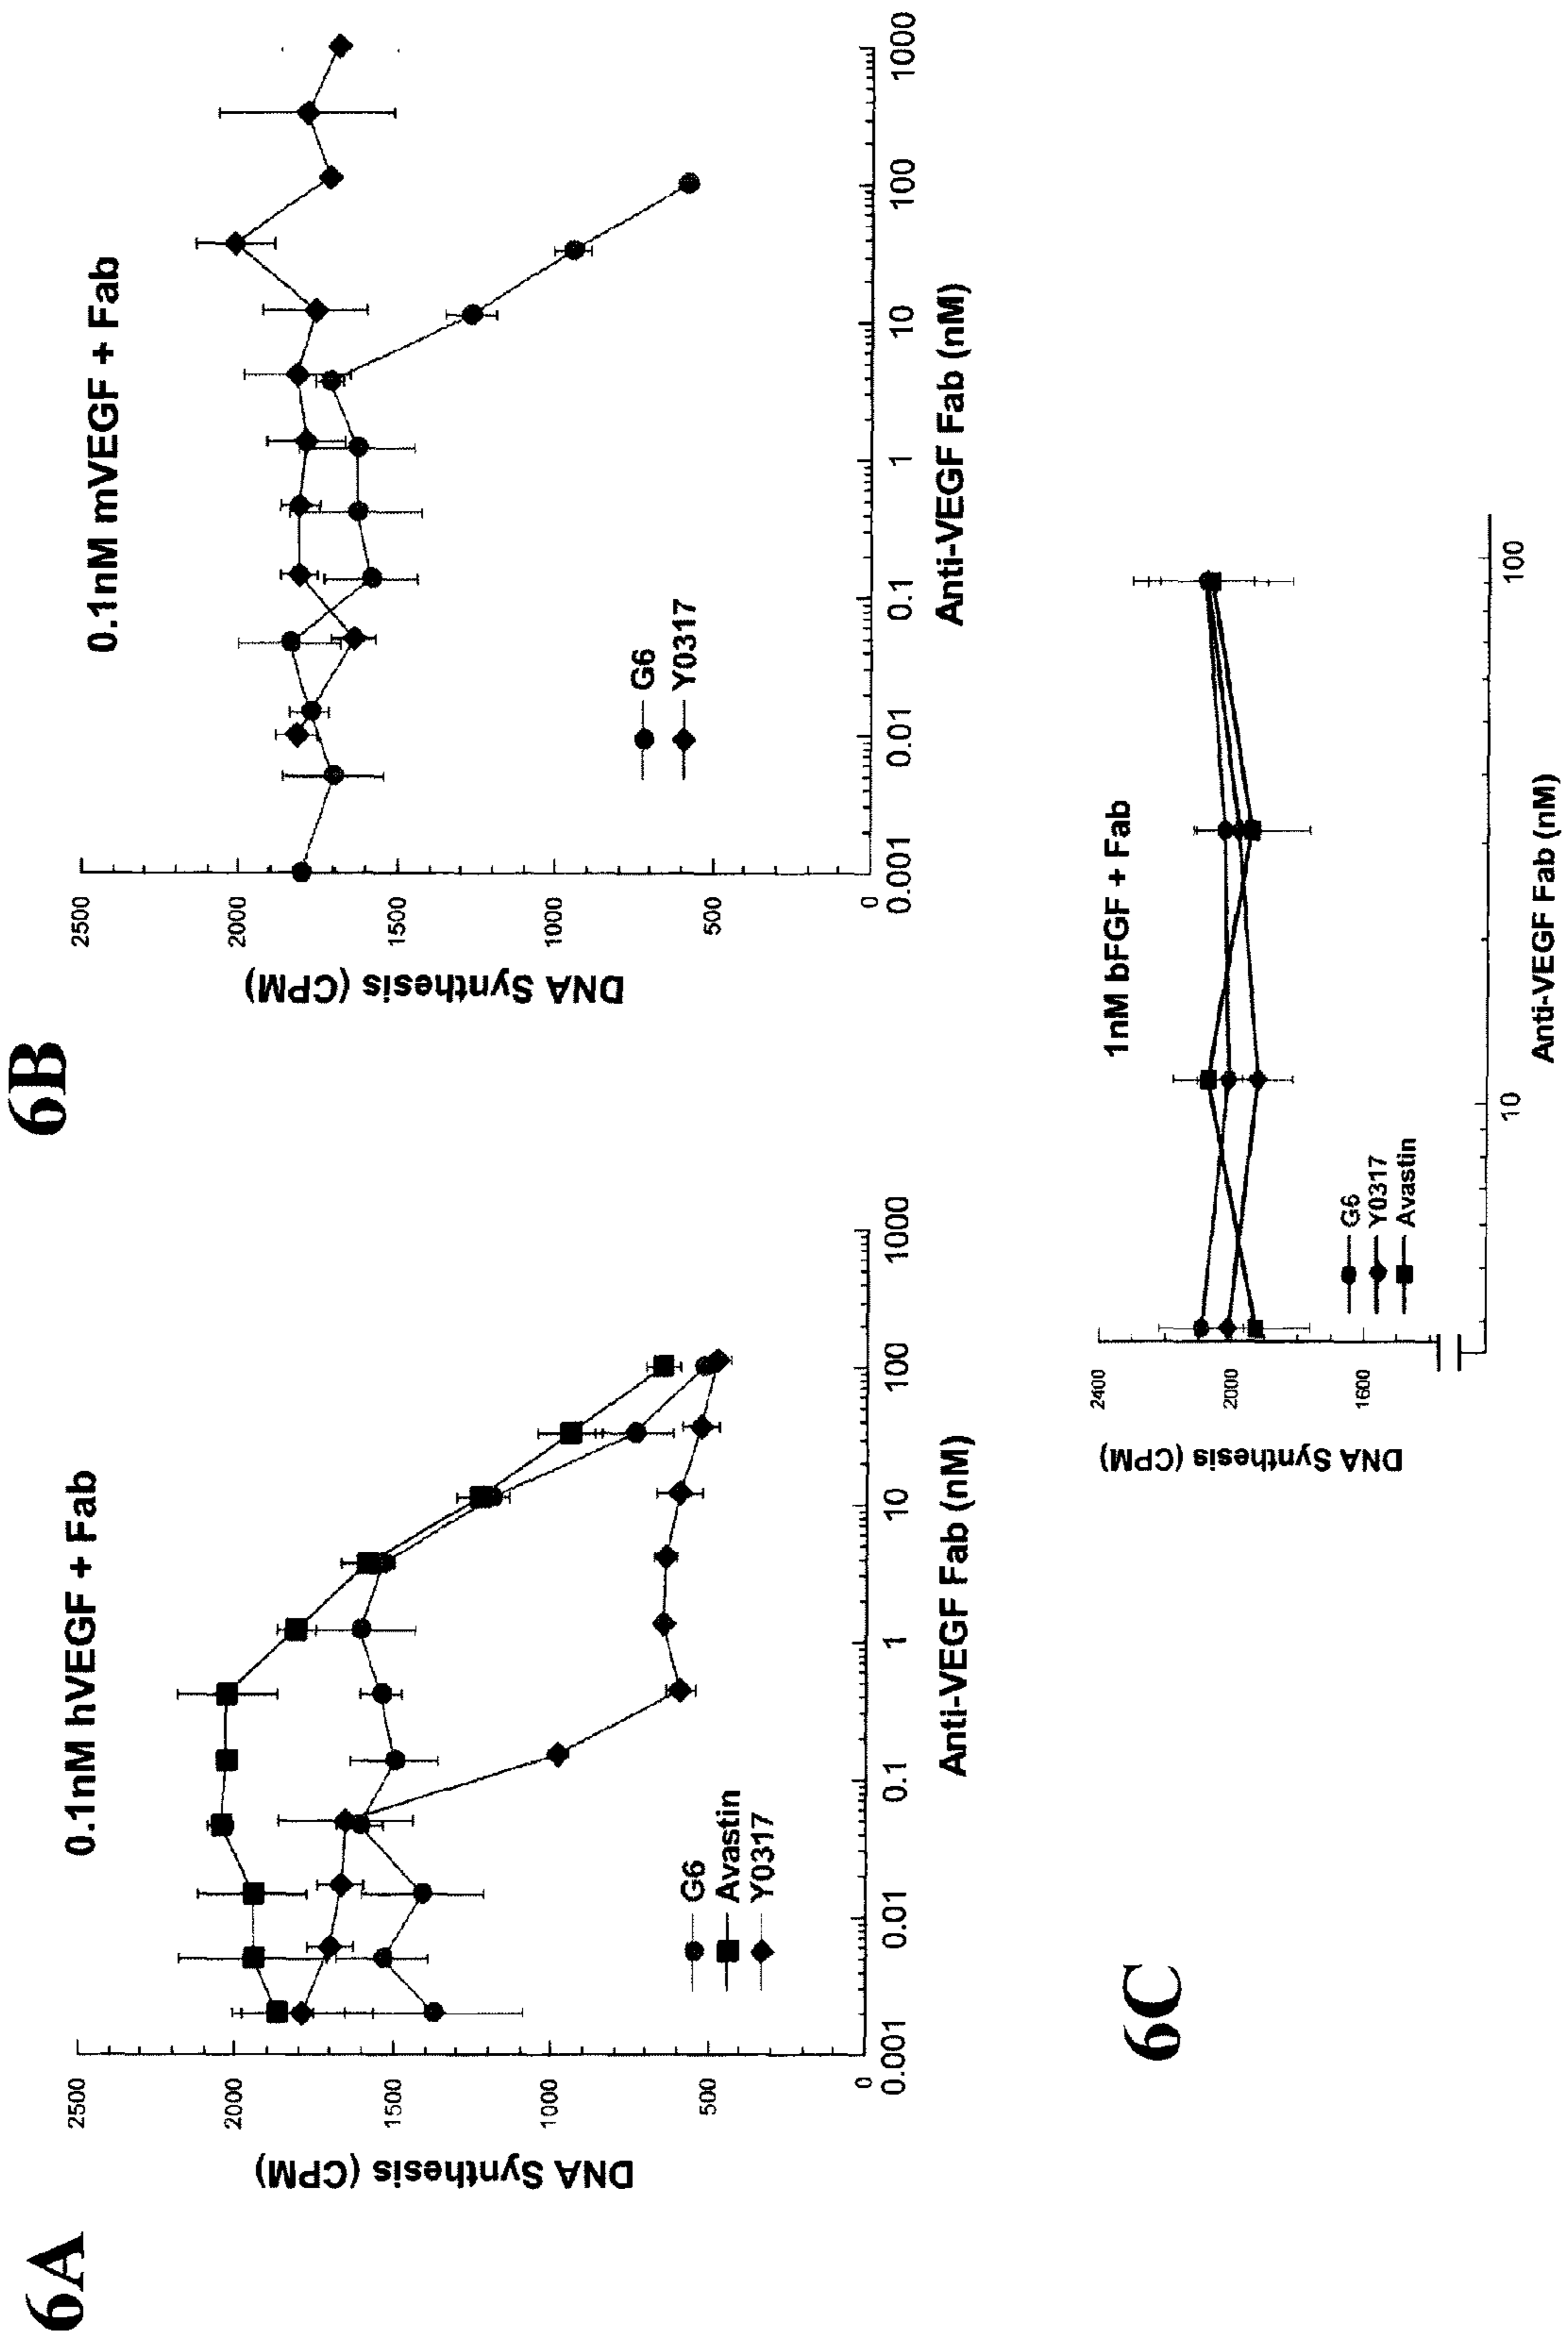 6A
0.1nM hVEGF + Fab
DNA Synthesis (CPM)
2500
2000
1500
1000
500
0
G6
Avastin
Y0317
0.001
0.01
0.1
1
10
100
1000
Anti-VEGF Fab (nM)
6B
0.1nM mVEGF + Fab
DNA Synthesis (CPM)
2500
2000
1500
1000
500
0
G6
Y0317
0.001
0.01
0.1
1
10
100
1000
Anti-VEGF Fab (nM)
6C
1nM bFGF + Fab
DNA Synthesis (CPM)
2400
2000
1600
G6
Y0317
Avastin
10
100
Anti-VEGF Fab (nM)